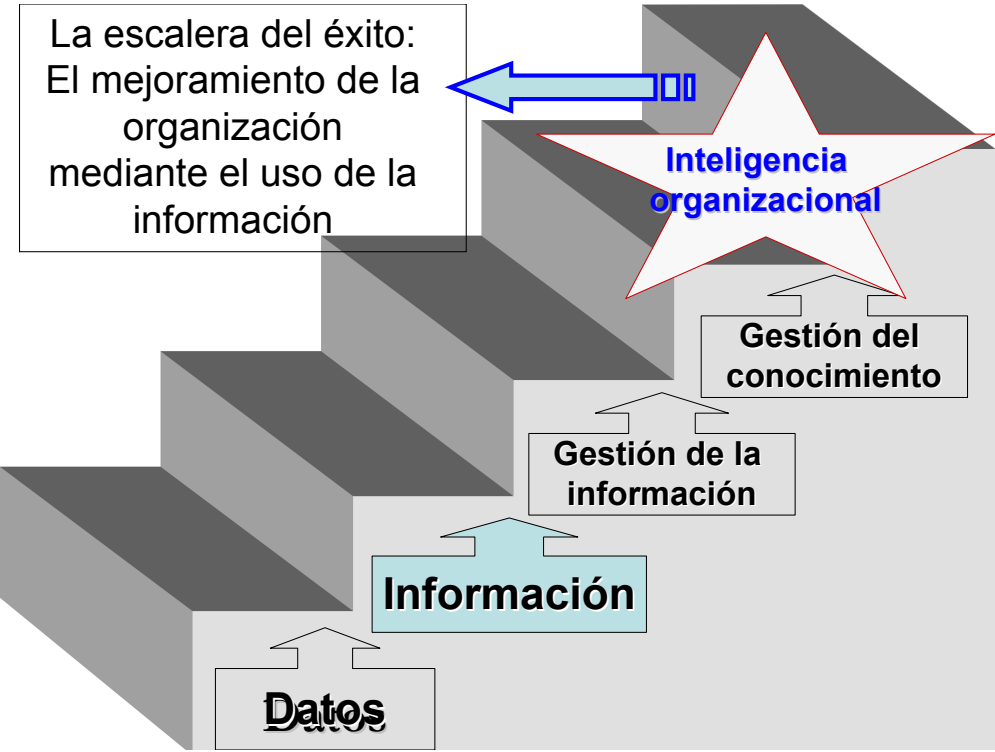 La escalera del éxito:
El mejoramiento de la
organización
mediante el uso de la
información
Inteligencia
organizacional
Gestión del
conocimiento
Gestión de la
información
Información
Datos